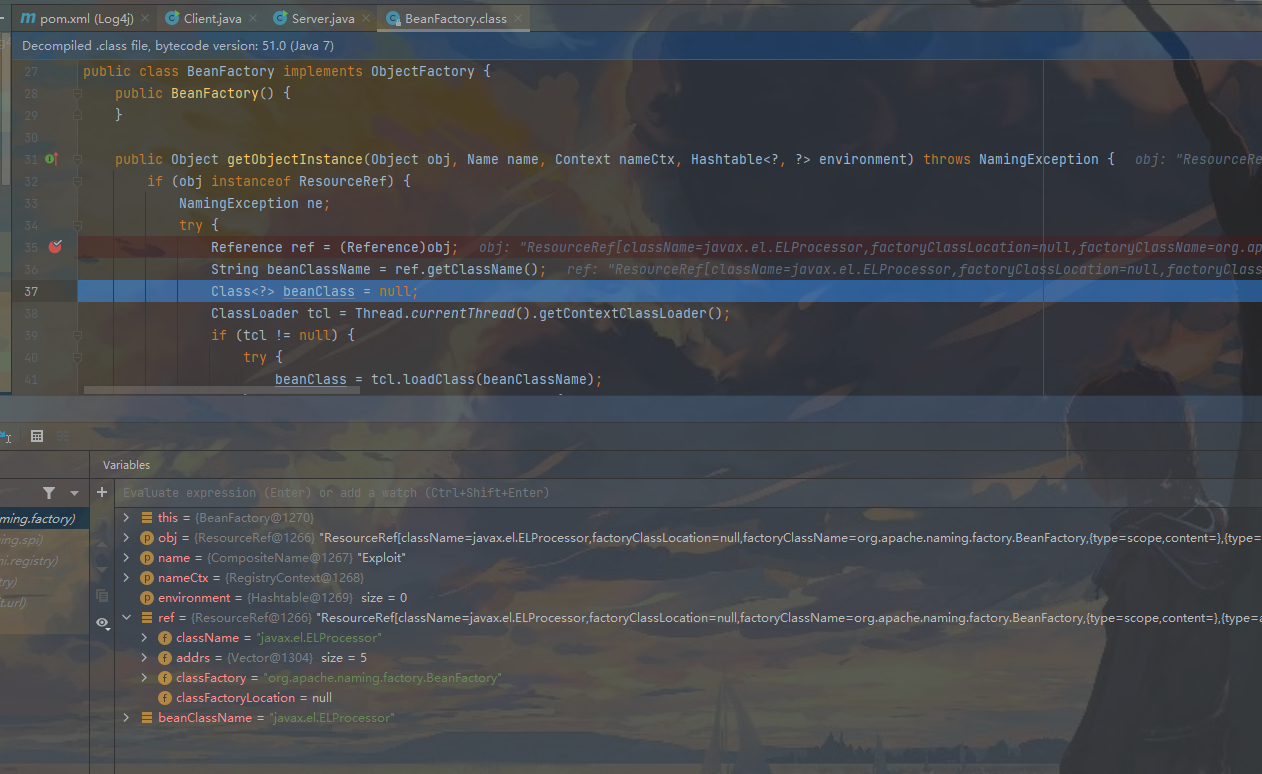 pom.xml (Log4j) Client.java Server.java BeanFactory.class
Decompiled .class file, bytecode version: 51.0 (Java 7)
27 public class BeanFactory implements ObjectFactory {
28 public BeanFactory() {
29 }
30
31 public Object getObjectInstance(Object obj, Name name, Context nameCtx, Hashtable<?, ?> environment) throws NamingException { obj: "ResourceRe
32 if (obj instanceof ResourceRef) {
33 NamingException ne;
34 try {
35 Reference ref = (Reference)obj; obj: "ResourceRef[className=javax.el.ELProcessor,factoryClassLocation=null,factoryClassName=org.ap
36 String beanClassName = ref.getClassName(); ref: "ResourceRef[className=javax.el.ELProcessor,factoryClassLocation=null,factoryClass
37 Class<?> beanClass = null;
38 ClassLoader tcl = Thread.currentThread().getContextClassLoader();
39 if (tcl != null) {
40 try {
41 beanClass = tcl.loadClass(beanClassName);
Variables
Evaluate expression (Enter) or add a watch (Ctrl+Shift+Enter)
ming.factory) this = {BeanFactory@1270}
ing.spi) obj = {ResourceRef@1266} "ResourceRef[className=javax.el.ELProcessor,factoryClassLocation=null,factoryClassName=org.apache.naming.factory.BeanFactory,{type=scope,content=},{type=
ni.registry) name = {CompositeName@1267} "Exploit"
try) nameCtx = {RegistryContext@1268}
t.url) environment = {Hashtable@1269} size = 0
ref = {ResourceRef@1266} "ResourceRef[className=javax.el.ELProcessor,factoryClassLocation=null,factoryClassName=org.apache.naming.factory.BeanFactory,{type=scope,content=},{type=a
className = "javax.el.ELProcessor"
addrs = {Vector@1304} size = 5
classFactory = "org.apache.naming.factory.BeanFactory"
classFactoryLocation = null
beanClassName = "javax.el.ELProcessor"